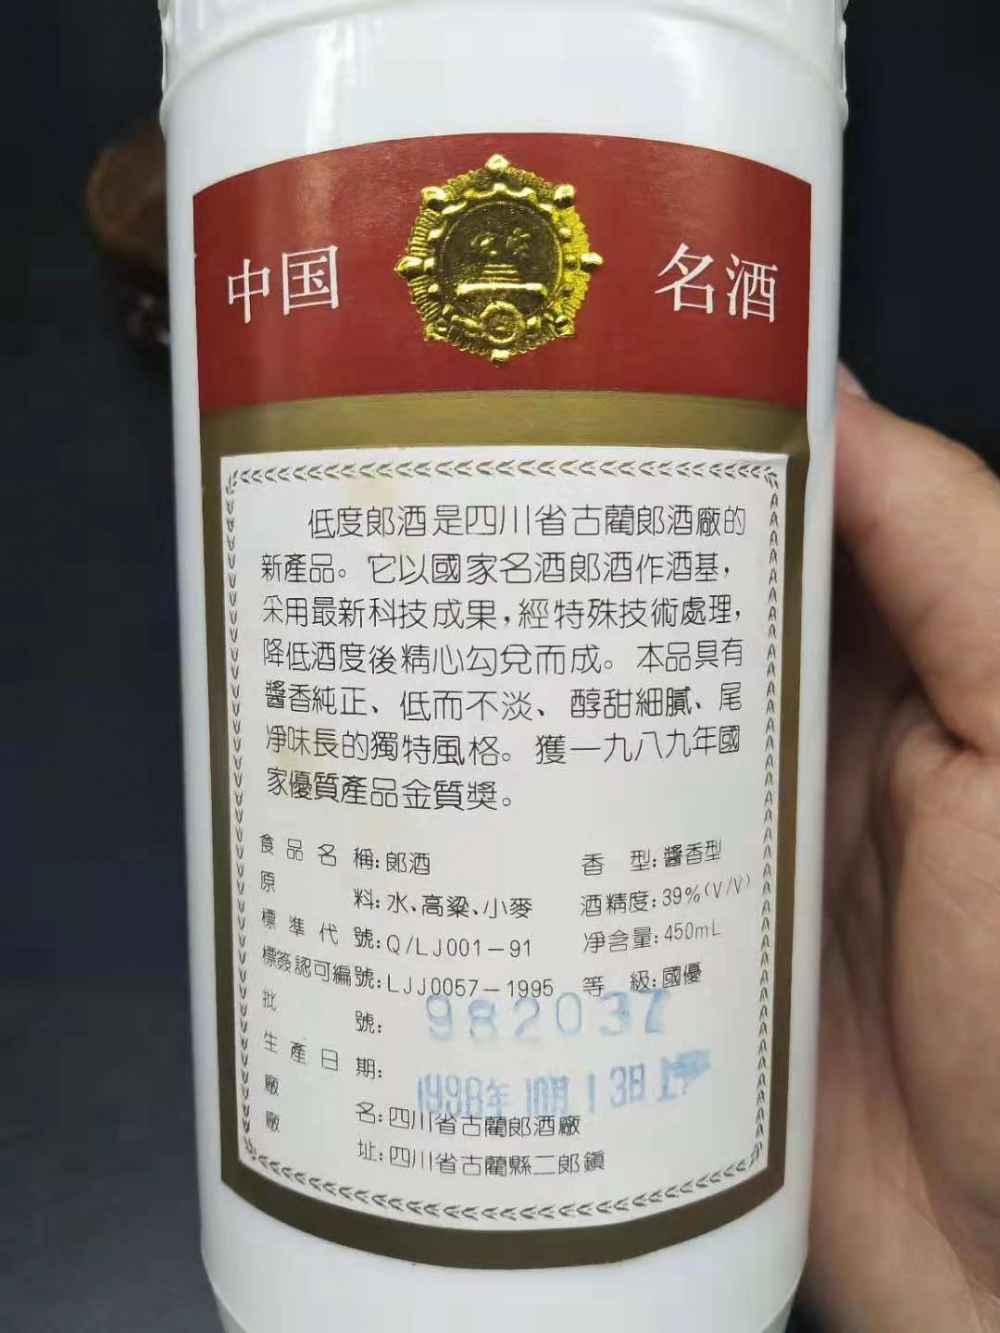 中国 名酒
低度郎酒是四川省古藺郎酒廠的
新產品。它以國家名酒郎酒作酒基，
采用最新科技成果，經特殊技術處理，
降低酒度後精心勾兌而成。本品具有
醬香純正、低而不淡、醇甜細膩、尾
净味長的獨特風格。獲一九八九年國
家優質產品金質獎。
食品名稱：郎酒 香型：醬香型
原料：水、高粱、小麥 酒精度：39%(V/V)
標準代號：Q/LJ001－91 净含量：450mL
標簽認可編號：LJJ0057－1995 等級：國優
批號：982037
生產日期：1998年10月13日
廠名：四川省古藺郎酒廠
廠址：四川省古藺縣二郎鎮